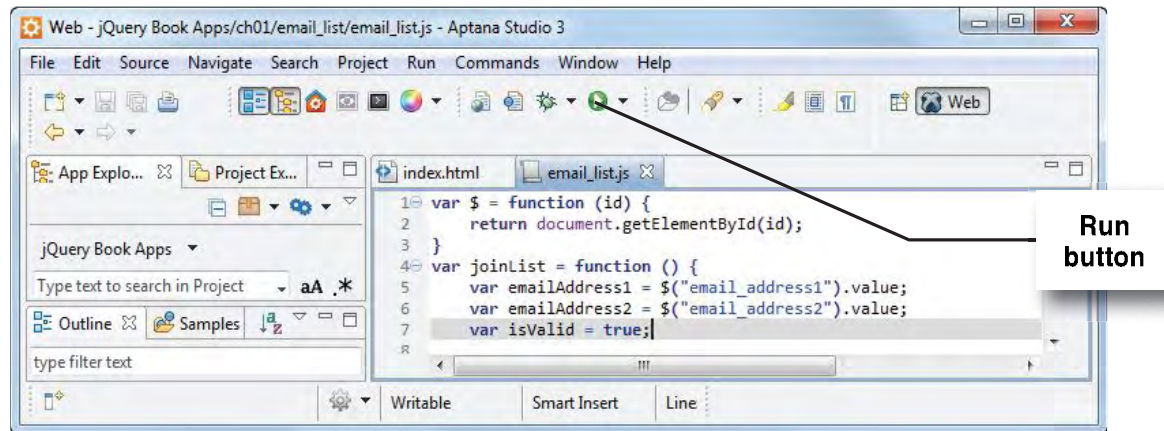 Web - jQuery Book Apps/ch01/email_list/email_list.js - Aptana Studio 3
File Edit Source Navigate Search Project Run Commands Window Help
Web
App Explo... Project Ex...
index.html email_list.js
jQuery Book Apps
Type text to search in Project aA .*
Outline Samples
type filter text
1 var $ = function (id) {
2     return document.getElementById(id);
3 }
4 var joinList = function () {
5     var emailAddress1 = $("email_address1").value;
6     var emailAddress2 = $("email_address2").value;
7     var isValid = true;
8
Run
button
Writable Smart Insert Line